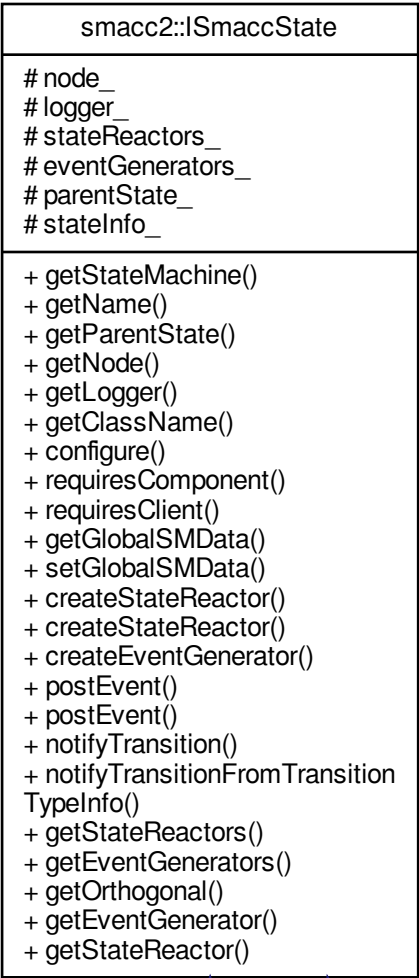 smacc2::ISmaccState
# node_
# logger_
# stateReactors_
# eventGenerators_
# parentState_
# stateInfo_
+ getStateMachine()
+ getName()
+ getParentState()
+ getNode()
+ getLogger()
+ getClassName()
+ configure()
+ requiresComponent()
+ requiresClient()
+ getGlobalSMData()
+ setGlobalSMData()
+ createStateReactor()
+ createStateReactor()
+ createEventGenerator()
+ postEvent()
+ postEvent()
+ notifyTransition()
+ notifyTransitionFromTransition
TypeInfo()
+ getStateReactors()
+ getEventGenerators()
+ getOrthogonal()
+ getEventGenerator()
+ getStateReactor()